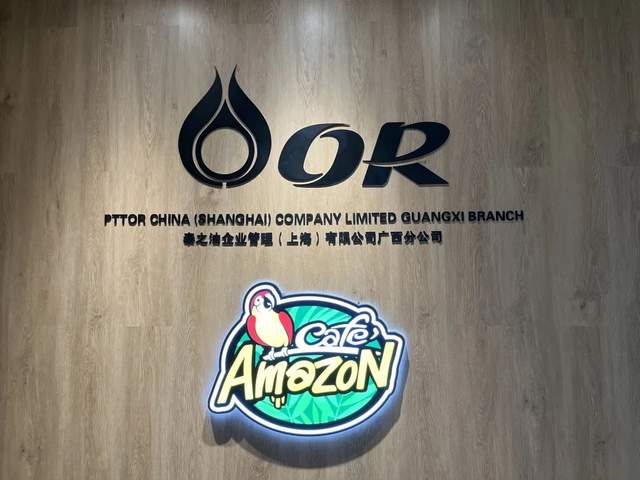 OR
PTTOR CHINA (SHANGHAI) COMPANY LIMITED GUANGXI BRANCH
泰之油企业管理（上海）有限公司广西分公司
Café
AmazoN